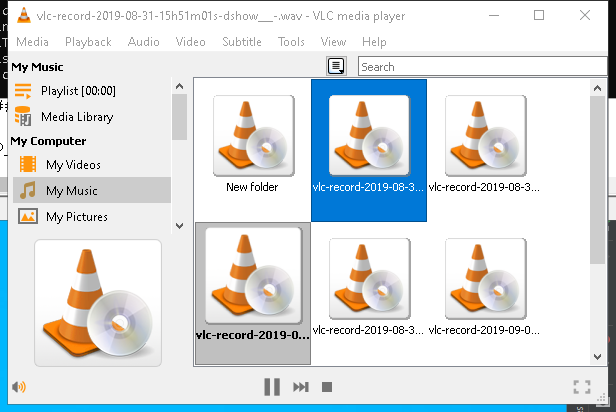 vlc-record-2019-08-31-15h51m01s-dshow___-.wav - VLC media player
Media Playback Audio Video Subtitle Tools View Help
My Music
Search
Playlist [00:00]
Media Library
My Computer
My Videos
My Music
My Pictures
New folder
vlc-record-2019-08-3...
vlc-record-2019-08-3...
vlc-record-2019-0...
vlc-record-2019-08-3...
vlc-record-2019-09-0...